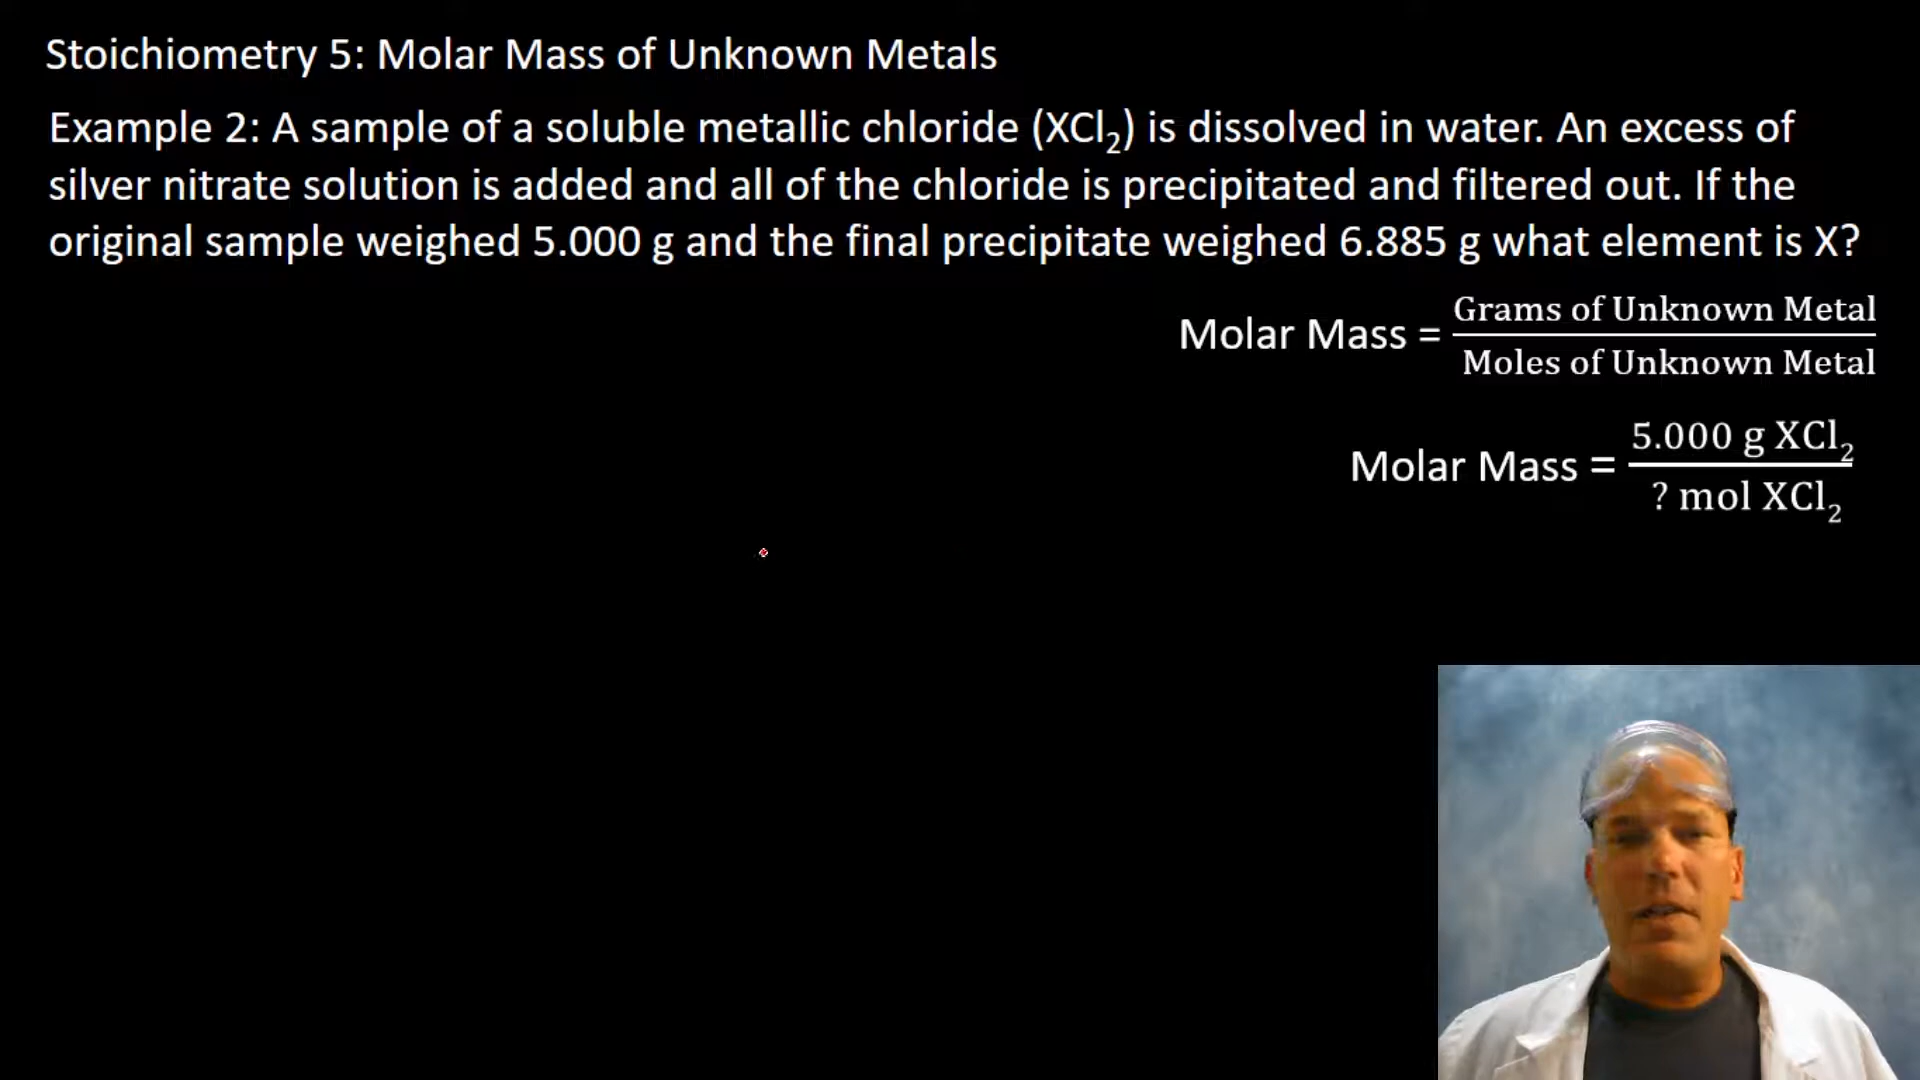 Stoichiometry 5: Molar Mass of Unknown Metals
Example 2: A sample of a soluble metallic chloride (XCl₂) is dissolved in water. An excess of
silver nitrate solution is added and all of the chloride is precipitated and filtered out. If the
original sample weighed 5.000 g and the final precipitate weighed 6.885 g what element is X?
Molar Mass = Grams of Unknown Metal
Moles of Unknown Metal
Molar Mass = 5.000 g XCl₂
? mol XCl₂